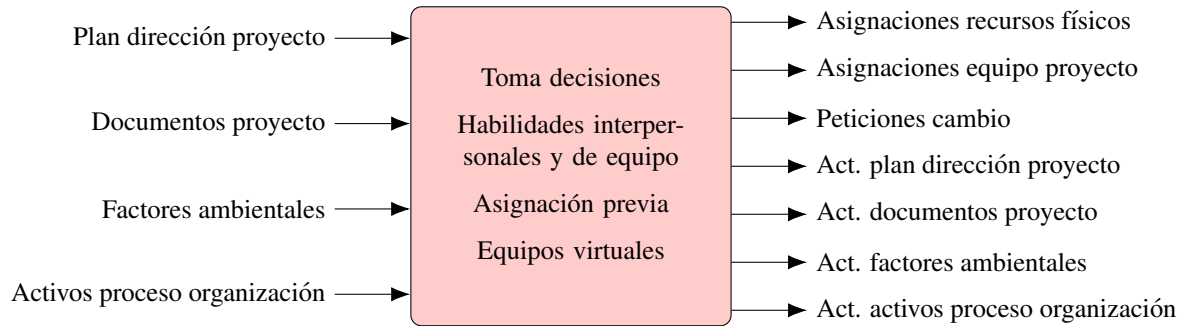 Plan dirección proyecto
Documentos proyecto
Factores ambientales
Activos proceso organización
Toma decisiones
Habilidades interper-
sonales y de equipo
Asignación previa
Equipos virtuales
Asignaciones recursos físicos
Asignaciones equipo proyecto
Peticiones cambio
Act. plan dirección proyecto
Act. documentos proyecto
Act. factores ambientales
Act. activos proceso organización